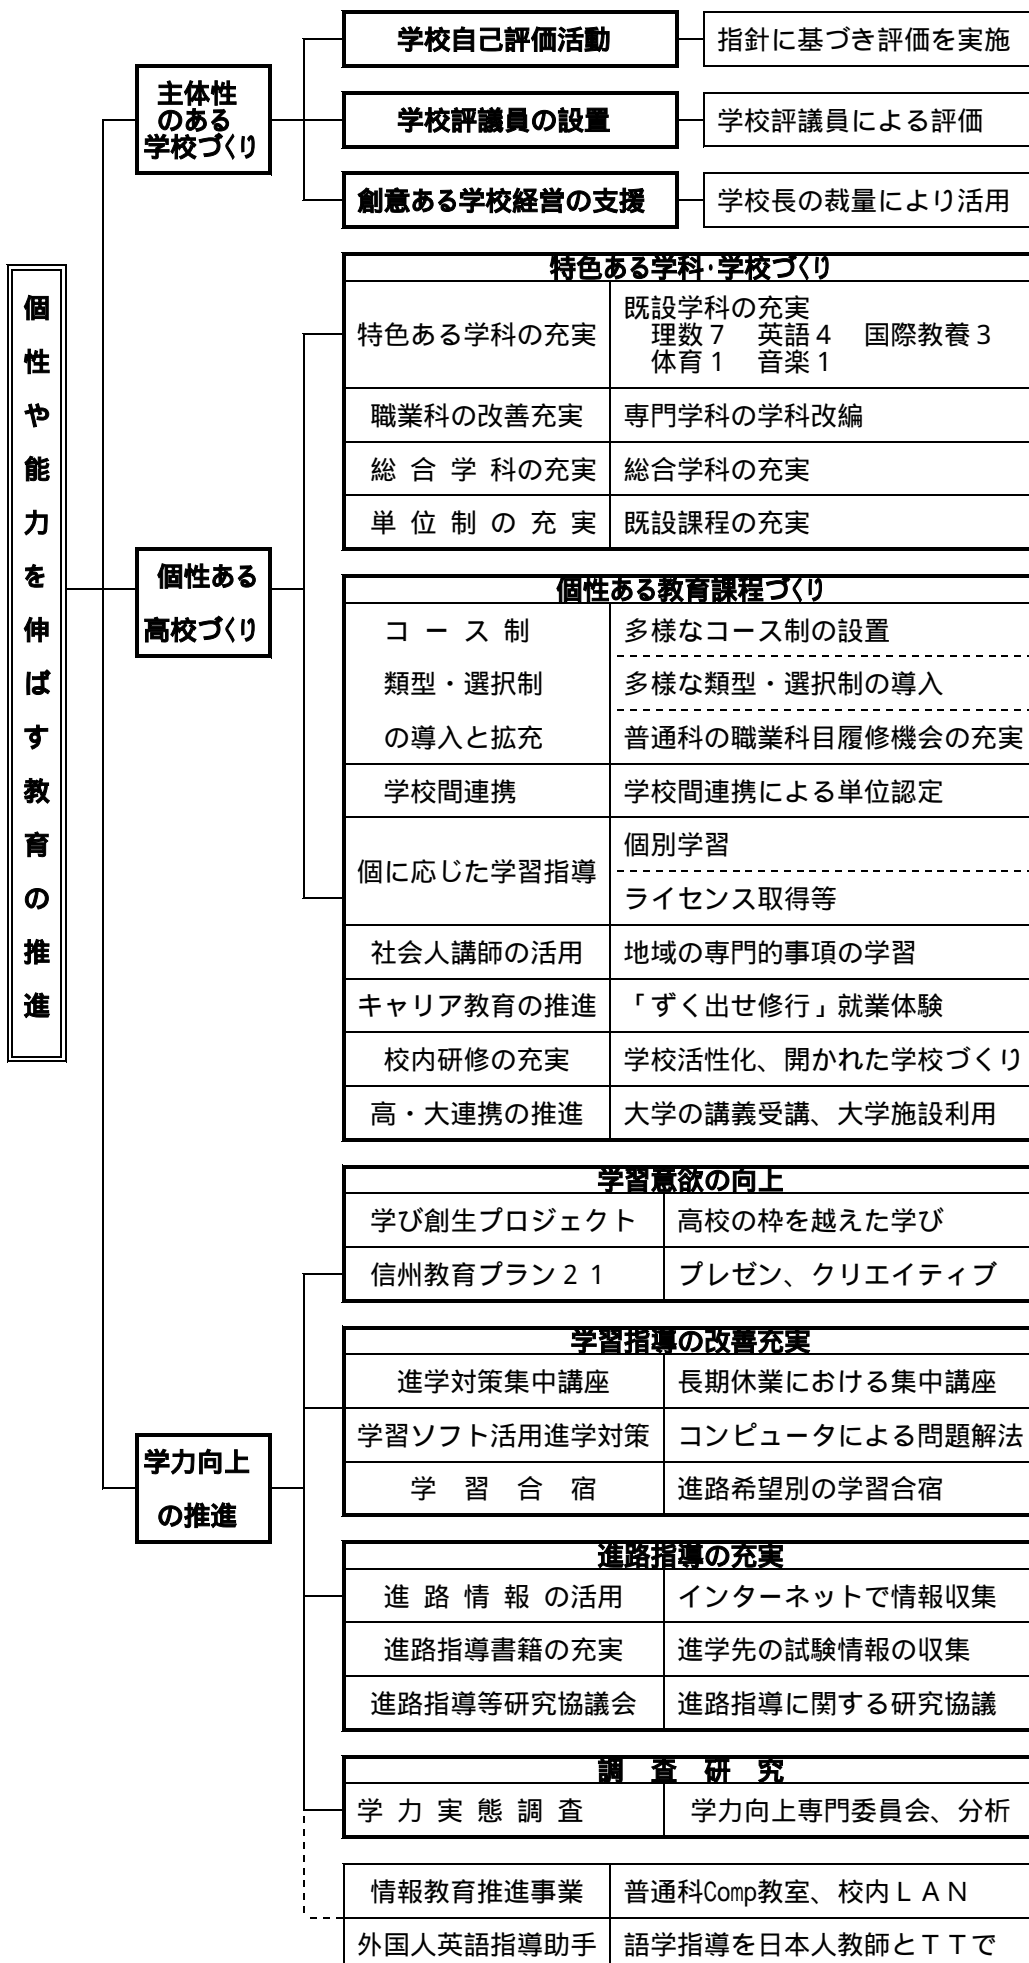 個性や能力を伸ばす教育の推進
主体性
のある
学校づくり
学校自己評価活動
指針に基づき評価を実施
学校評議員の設置
学校評議員による評価
創意ある学校経営の支援
学校長の裁量により活用
個性ある
高校づくり
特色ある学科・学校づくり
特色ある学科の充実
既設学科の充実
理数７　英語４　国際教養３
体育１　音楽１
職業科の改善充実
専門学科の学科改編
総合学科の充実
総合学科の充実
単位制の充実
既設課程の充実
個性ある教育課程づくり
コース制
多様なコース制の設置
類型・選択制
多様な類型・選択制の導入
の導入と拡充
普通科の職業科目履修機会の充実
学校間連携
学校間連携による単位認定
個に応じた学習指導
個別学習
ライセンス取得等
社会人講師の活用
地域の専門的事項の学習
キャリア教育の推進
「ずく出せ修行」就業体験
校内研修の充実
学校活性化、開かれた学校づくり
高・大連携の推進
大学の講義受講、大学施設利用
学力向上
の推進
学習意欲の向上
学び創生プロジェクト
高校の枠を越えた学び
信州教育プラン２１
プレゼン、クリエイティブ
学習指導の改善充実
進学対策集中講座
長期休業における集中講座
学習ソフト活用進学対策
コンピュータによる問題解法
学習合宿
進路希望別の学習合宿
進路指導の充実
進路情報の活用
インターネットで情報収集
進路指導書籍の充実
進学先の試験情報の収集
進路指導等研究協議会
進路指導に関する研究協議
調査研究
学力実態調査
学力向上専門委員会、分析
情報教育推進事業
普通科Comp教室、校内ＬＡＮ
外国人英語指導助手
語学指導を日本人教師とＴＴで